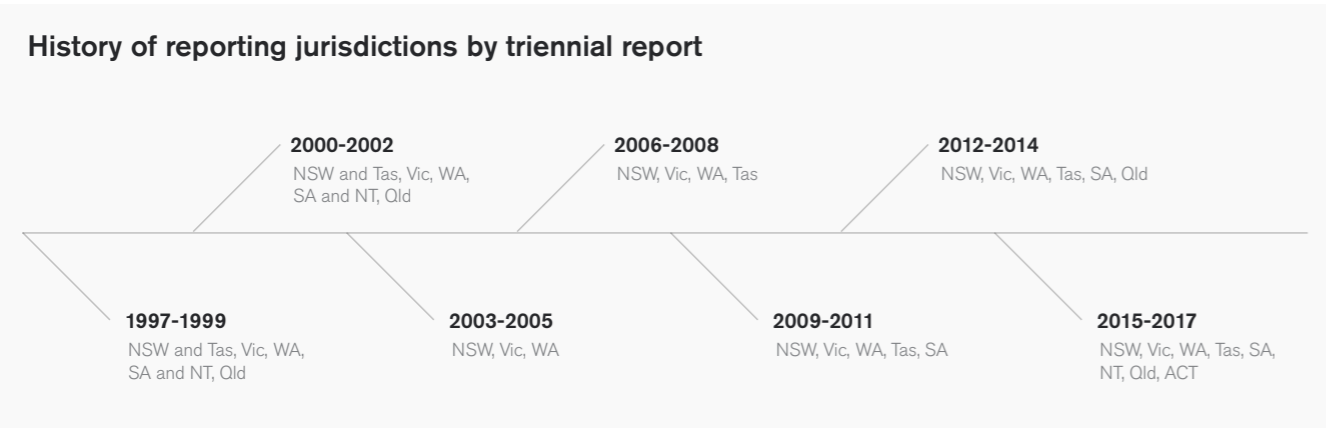 History of reporting jurisdictions by triennial report
2000-2002
NSW and Tas, Vic, WA,
SA and NT, Qld
2006-2008
NSW, Vic, WA, Tas
2012-2014
NSW, Vic, WA, Tas, SA, Qld
1997-1999
NSW and Tas, Vic, WA,
SA and NT, Qld
2003-2005
NSW, Vic, WA
2009-2011
NSW, Vic, WA, Tas, SA
2015-2017
NSW, Vic, WA, Tas, SA,
NT, Qld, ACT